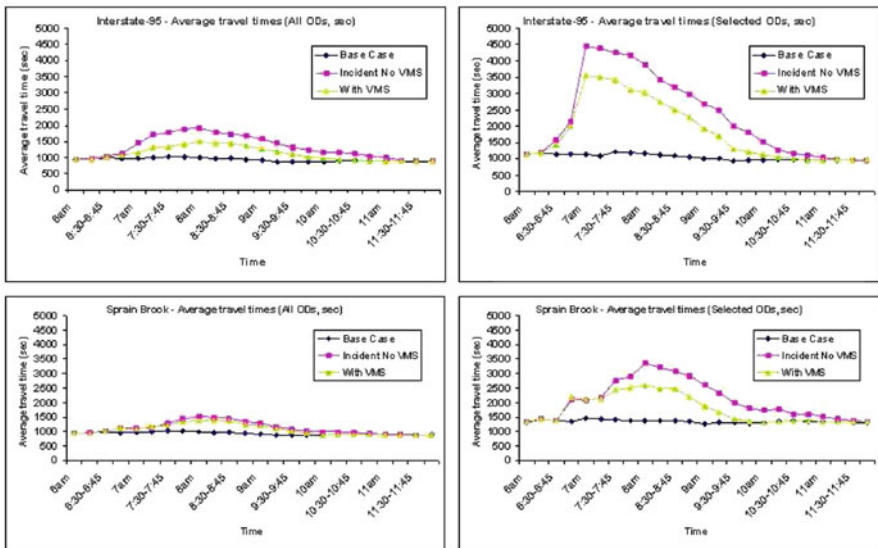 Interstate-95 - Average travel times (All ODs, sec)
Average travel time (sec)
5000
4500
4000
3500
3000
2500
2000
1500
1000
500
0
Base Case
Incident No VMS
With VMS
6am
6:30-6:45
7am
7:30-7:45
8am
8:30-8:45
9am
9:30-9:45
10am
10:30-10:45
11am
11:30-11:45
Time
Interstate-95 - Average travel times (Selected ODs, sec)
Average travel time (sec)
5000
4500
4000
3500
3000
2500
2000
1500
1000
500
0
Base Case
Incident No VMS
With VMS
6am
6:30-6:45
7am
7:30-7:45
8am
8:30-8:45
9am
9:30-9:45
10am
10:30-10:45
11am
11:30-11:45
Time
Sprain Brook - Average travel times (All ODs, sec)
Average travel time (sec)
5000
4500
4000
3500
3000
2500
2000
1500
1000
500
0
Base Case
Incident No VMS
With VMS
6am
6:30-6:45
7am
7:30-7:45
8am
8:30-8:45
9am
9:30-9:45
10am
10:30-10:45
11am
11:30-11:45
Time
Sprain Brook - Average travel times (Selected ODs, sec)
Average travel time (sec)
5000
4500
4000
3500
3000
2500
2000
1500
1000
500
0
Base Case
Incident No VMS
With VMS
6am
6:30-6:45
7am
7:30-7:45
8am
8:30-8:45
9am
9:30-9:45
10am
10:30-10:45
11am
11:30-11:45
Time